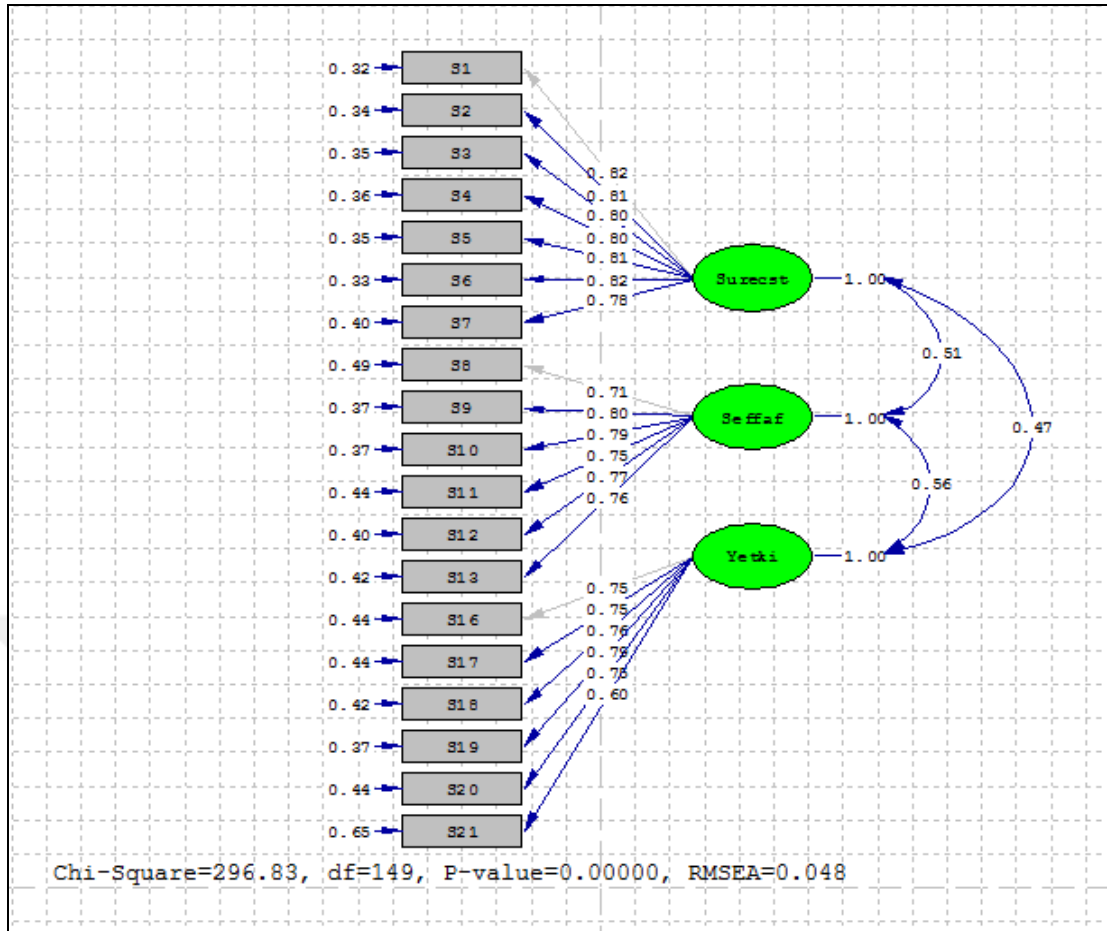 0.32 S1
0.34 S2
0.35 S3
0.36 S4
0.35 S5
0.33 S6
0.40 S7
0.49 S8
0.37 S9
0.37 S10
0.44 S11
0.40 S12
0.42 S13
0.44 S16
0.44 S17
0.42 S18
0.37 S19
0.44 S20
0.65 S21
0.82
0.81
0.80
0.80
0.81
0.82
0.78
0.71
0.80
0.79
0.75
0.77
0.76
0.75
0.75
0.76
0.79
0.75
0.60
Surecst 1.00
Seffaf 1.00
Yetki 1.00
0.51
0.56
0.47
Chi-Square=296.83, df=149, P-value=0.00000, RMSEA=0.048